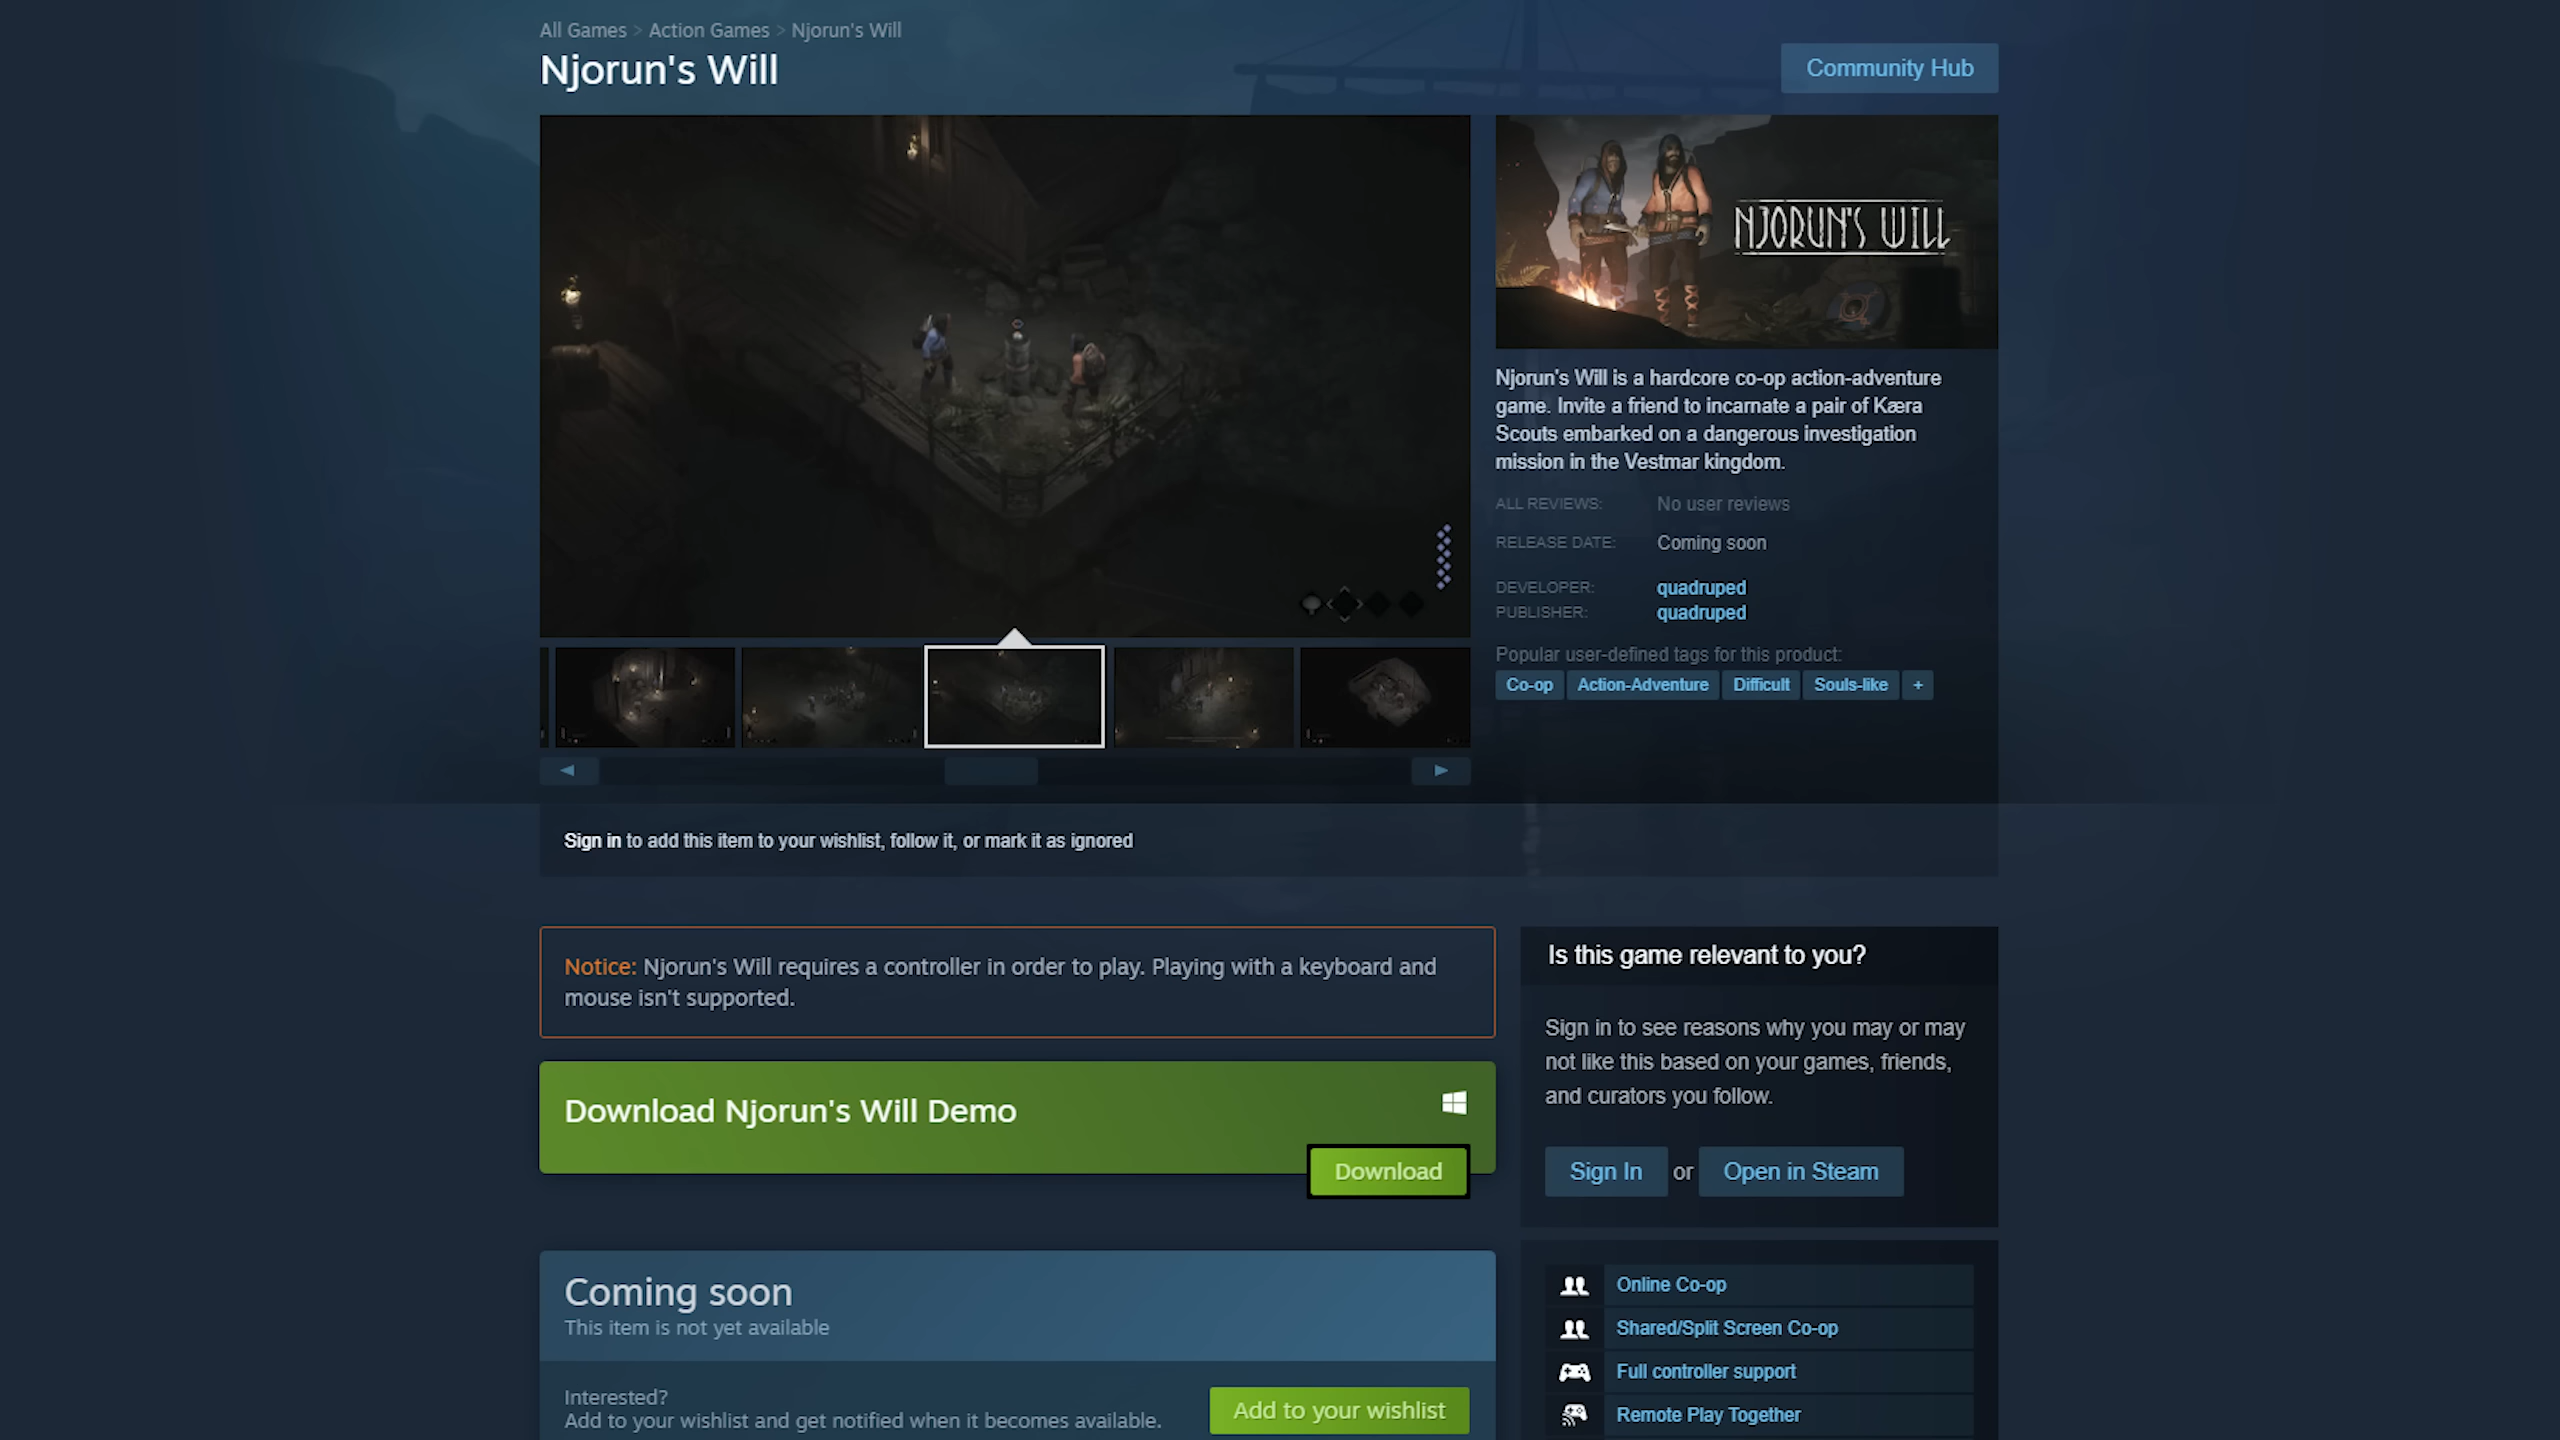 All Games > Action Games > Njorun's Will
Njorun's Will
Community Hub
NJORUN'S WILL
Njorun's Will is a hardcore co-op action-adventure
game. Invite a friend to incarnate a pair of Kæra
Scouts embarked on a dangerous investigation
mission in the Vestmar kingdom.
ALL REVIEWS: No user reviews
RELEASE DATE: Coming soon
DEVELOPER: quadruped
PUBLISHER: quadruped
Popular user-defined tags for this product:
Co-op Action-Adventure Difficult Souls-like +
Sign in to add this item to your wishlist, follow it, or mark it as ignored
Notice: Njorun's Will requires a controller in order to play. Playing with a keyboard and
mouse isn't supported.
Download Njorun's Will Demo
Download
Coming soon
This item is not yet available
Interested?
Add to your wishlist and get notified when it becomes available.
Add to your wishlist
Is this game relevant to you?
Sign in to see reasons why you may or may
not like this based on your games, friends,
and curators you follow.
Sign In or Open in Steam
Online Co-op
Shared/Split Screen Co-op
Full controller support
Remote Play Together